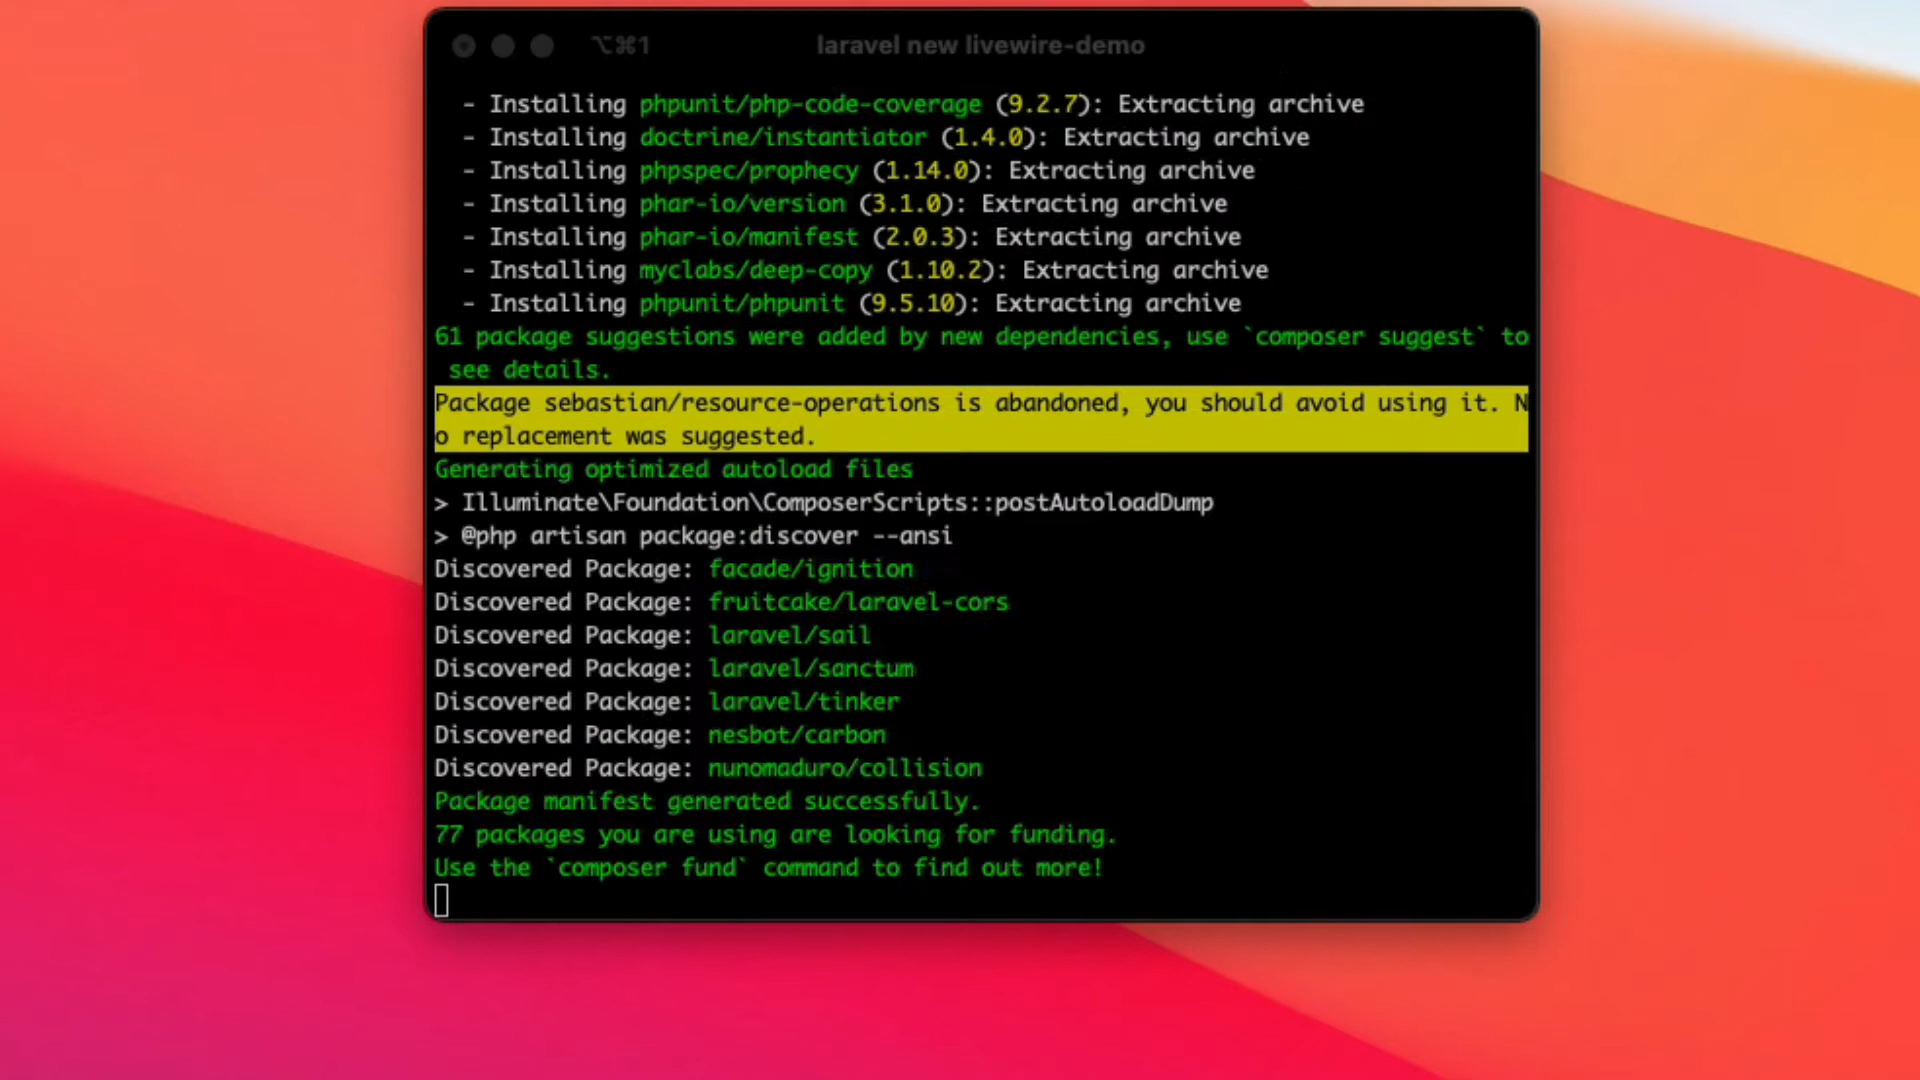 ⌥⌘1 laravel new livewire-demo
- Installing phpunit/php-code-coverage (9.2.7): Extracting archive
- Installing doctrine/instantiator (1.4.0): Extracting archive
- Installing phpspec/prophecy (1.14.0): Extracting archive
- Installing phar-io/version (3.1.0): Extracting archive
- Installing phar-io/manifest (2.0.3): Extracting archive
- Installing myclabs/deep-copy (1.10.2): Extracting archive
- Installing phpunit/phpunit (9.5.10): Extracting archive
61 package suggestions were added by new dependencies, use `composer suggest` to
see details.
Package sebastian/resource-operations is abandoned, you should avoid using it. N
o replacement was suggested.
Generating optimized autoload files
> Illuminate\Foundation\ComposerScripts::postAutoloadDump
> @php artisan package:discover --ansi
Discovered Package: facade/ignition
Discovered Package: fruitcake/laravel-cors
Discovered Package: laravel/sail
Discovered Package: laravel/sanctum
Discovered Package: laravel/tinker
Discovered Package: nesbot/carbon
Discovered Package: nunomaduro/collision
Package manifest generated successfully.
77 packages you are using are looking for funding.
Use the `composer fund` command to find out more!